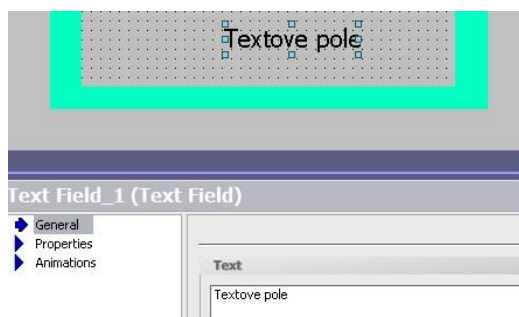 Textove pole
Text Field_1 (Text Field)
General
Properties
Animations
Text
Textove pole